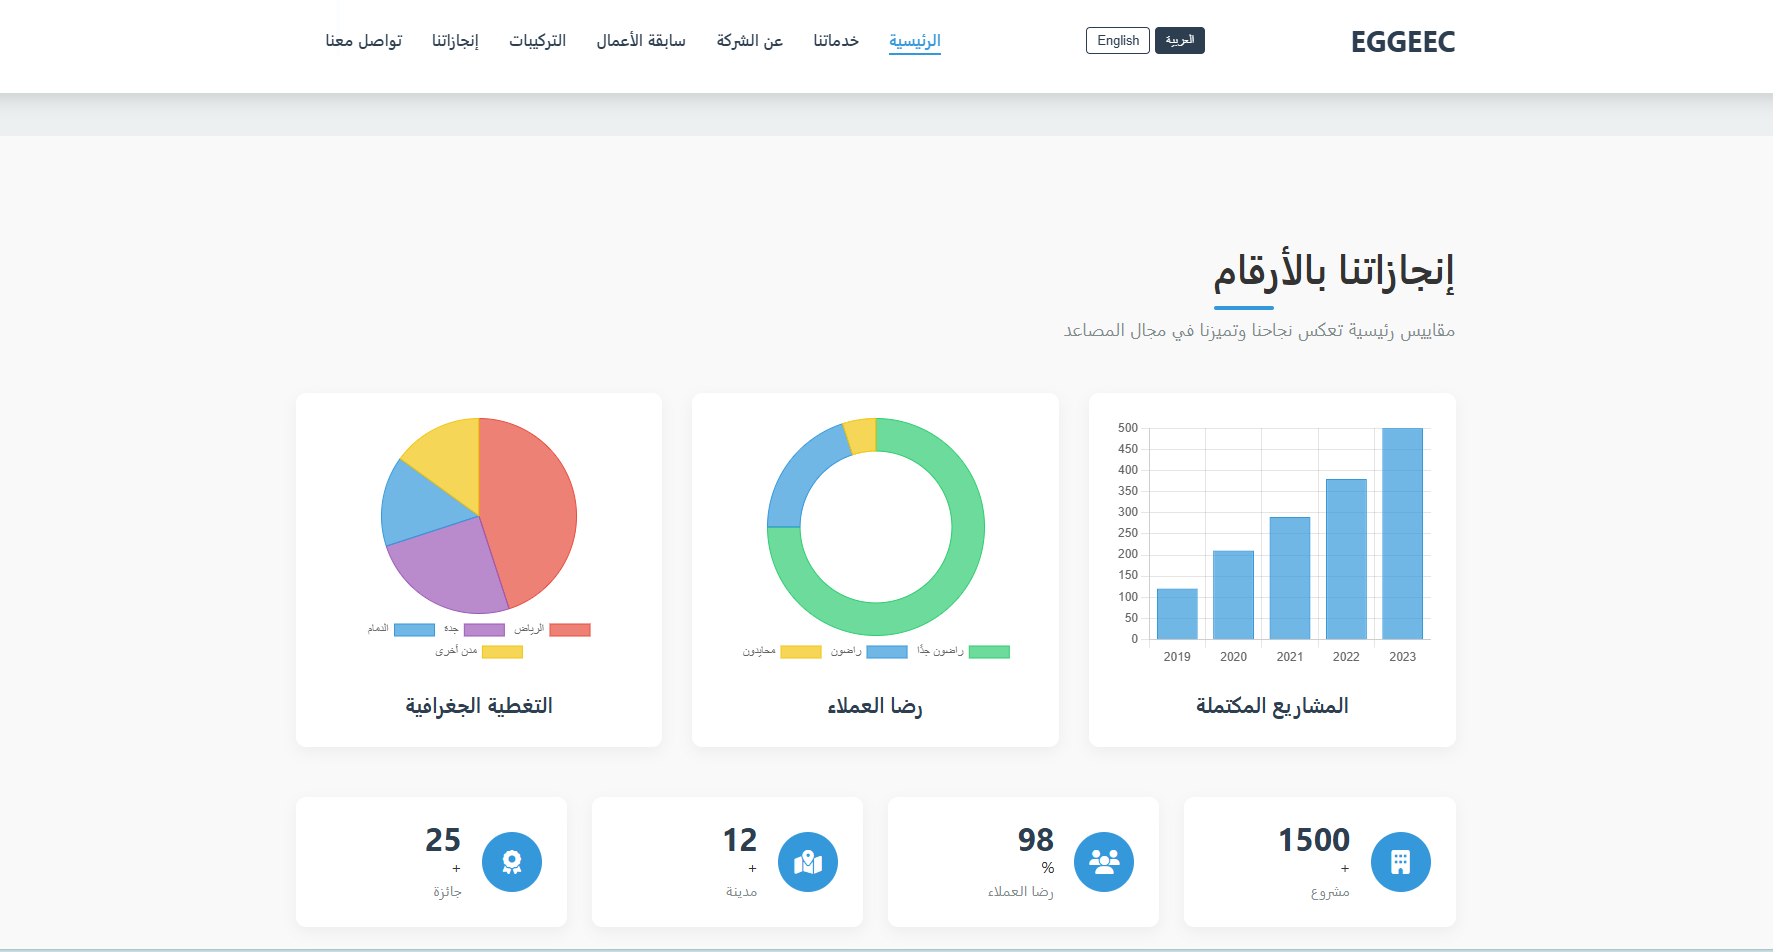 EGGEEC
العربية
English
الرئيسية
خدماتنا
عن الشركة
سابقة الأعمال
التركيبات
إنجازاتنا
تواصل معنا
إنجازاتنا بالأرقام
مقاييس رئيسية تعكس نجاحنا وتميزنا في مجال المصاعد
500
450
400
350
300
250
200
150
100
50
0
2019 2020 2021 2022 2023
المشاريع المكتملة
راضون جدًا راضون محايدون
رضا العملاء
الرياض جدة الدمام
مدن أخرى
التغطية الجغرافية
1500
+
مشروع
98
%
رضا العملاء
12
+
مدينة
25
+
جائزة